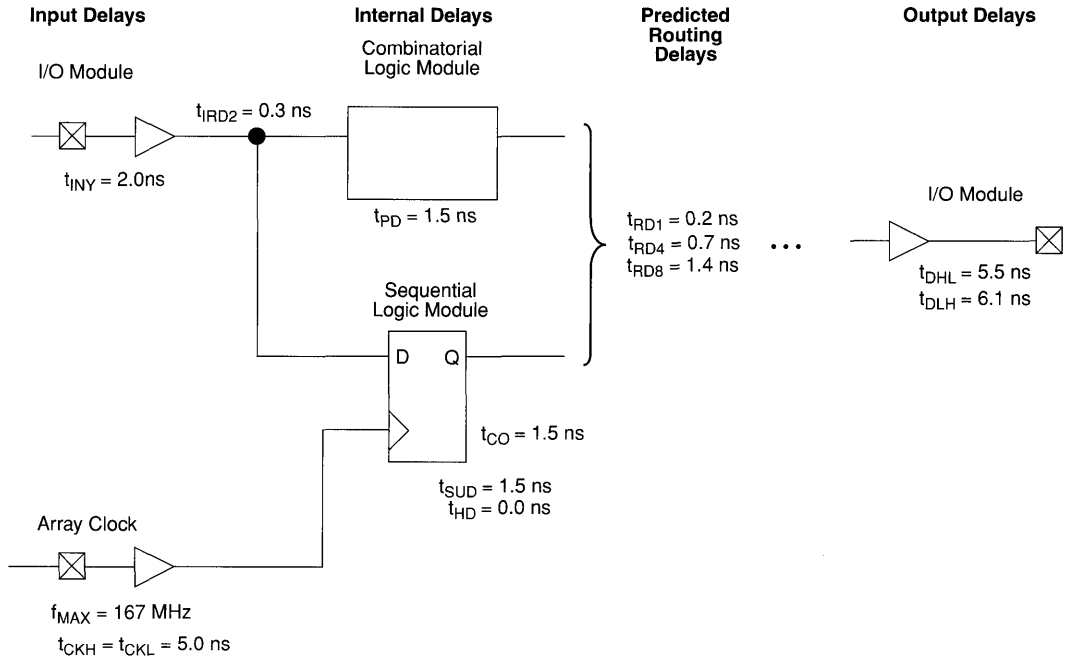 Input Delays
Internal Delays
Predicted
Routing
Delays
Output Delays
Combinatorial
Logic Module
I/O Module
tIRD2 = 0.3 ns
tINY = 2.0ns
tPD = 1.5 ns
I/O Module
tRD1 = 0.2 ns
tRD4 = 0.7 ns
tRD8 = 1.4 ns
...
tDHL = 5.5 ns
tDLH = 6.1 ns
Sequential
Logic Module
D Q
tCO = 1.5 ns
tSUD = 1.5 ns
tHD = 0.0 ns
Array Clock
fMAX = 167 MHz
tCKH = tCKL = 5.0 ns